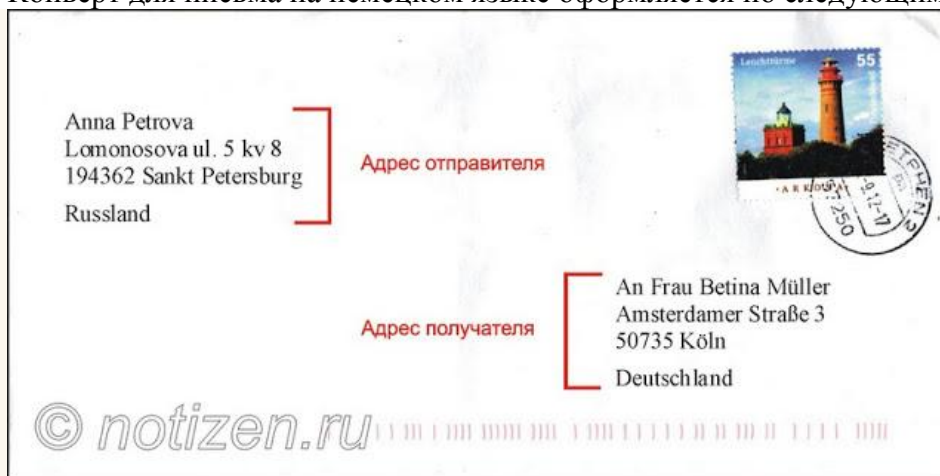 Конверт для письма на немецком языке оформляется по следующим
Leuchttürme 55
Anna Petrova
Lomonosova ul. 5 kv 8
194362 Sankt Petersburg
Russland
Адрес отправителя
An Frau Betina Müller
Amsterdamer Straße 3
50735 Köln
Deutschland
Адрес получателя
© notizen.ru